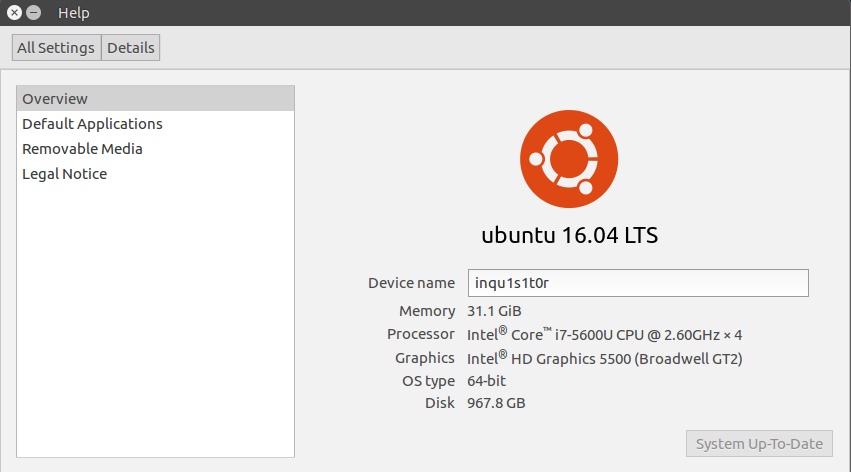 Help
All Settings Details
Overview
Default Applications
Removable Media
Legal Notice
ubuntu 16.04 LTS
Device name inqu1s1t0r
Memory 31.1 GiB
Processor Intel® Core™ i7-5600U CPU @ 2.60GHz × 4
Graphics Intel® HD Graphics 5500 (Broadwell GT2)
OS type 64-bit
Disk 967.8 GB
System Up-To-Date